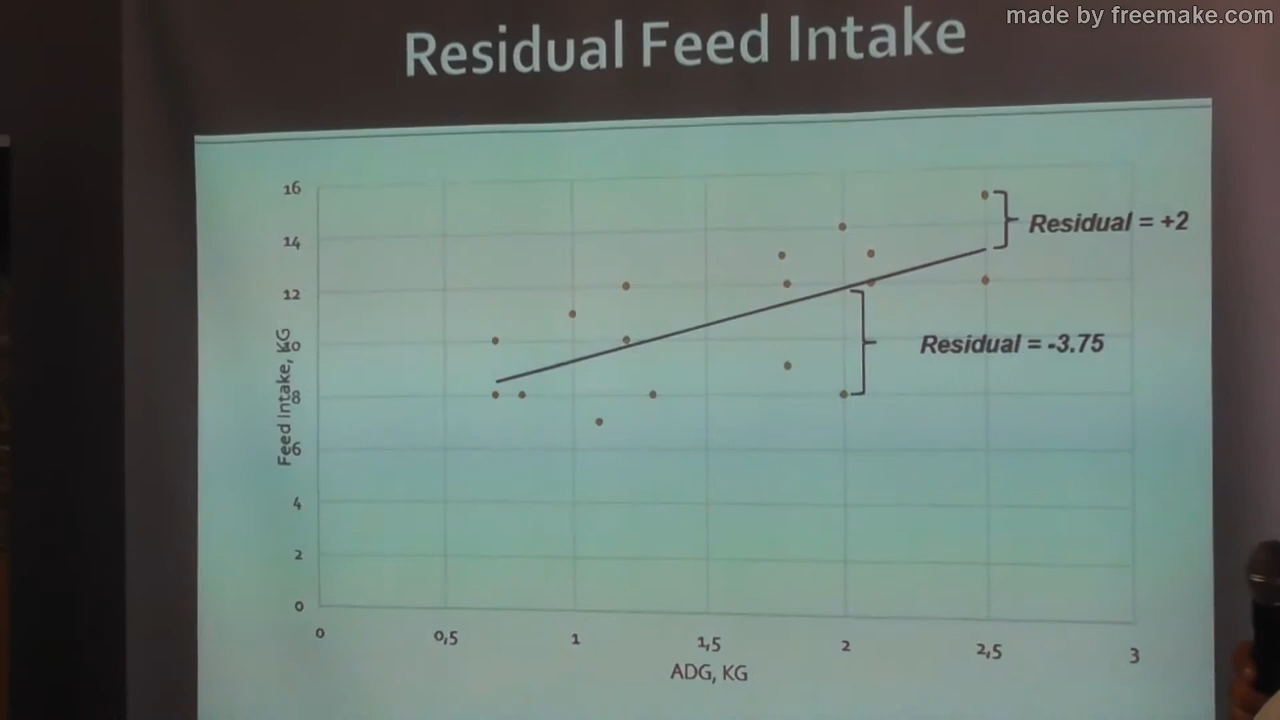 made by freemake.com
Residual Feed Intake
16
14
12
10
8
6
4
2
0
Feed Intake, KG
Residual = +2
Residual = -3.75
0
0,5
1
1,5
2
2,5
3
ADG, KG